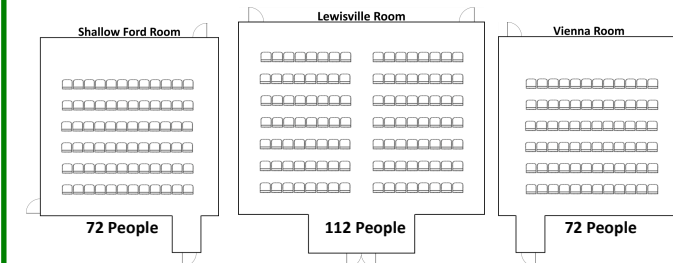 Shallow Ford Room
Lewisville Room
Vienna Room
72 People
112 People
72 People